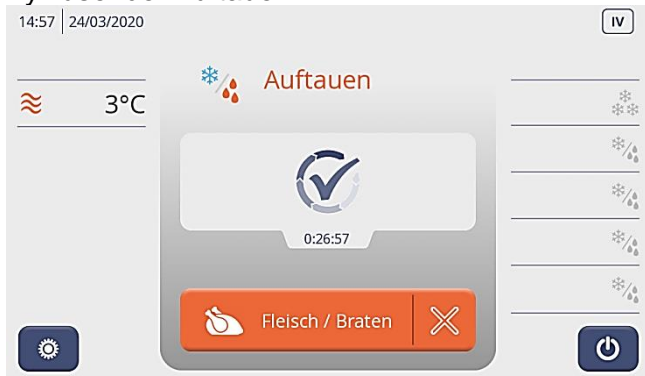 14:57 24/03/2020
IV
Auftauen
3°C
0:26:57
Fleisch / Braten